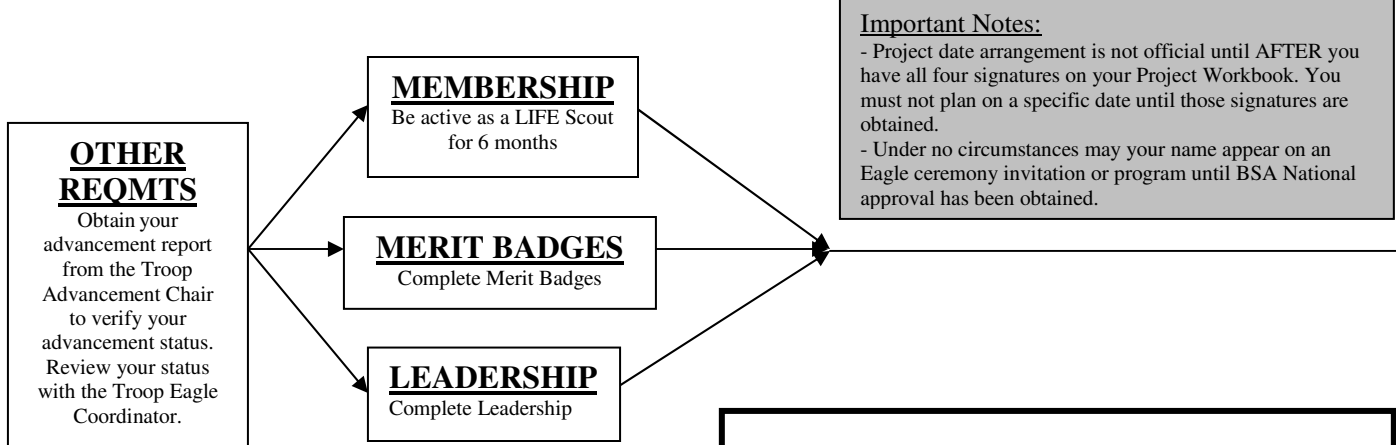 OTHER
REQMTS
Obtain your
advancement report
from the Troop
Advancement Chair
to verify your
advancement status.
Review your status
with the Troop Eagle
Coordinator.
MEMBERSHIP
Be active as a LIFE Scout
for 6 months
MERIT BADGES
Complete Merit Badges
LEADERSHIP
Complete Leadership
Important Notes:
- Project date arrangement is not official until AFTER you
have all four signatures on your Project Workbook. You
must not plan on a specific date until those signatures are
obtained.
- Under no circumstances may your name appear on an
Eagle ceremony invitation or program until BSA National
approval has been obtained.